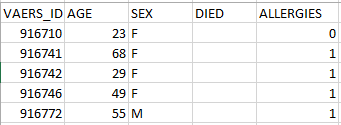 VAERS_ID AGE SEX DIED ALLERGIES
916710 23 F 0
916741 68 F 1
916742 29 F 1
916746 49 F 1
916772 55 M 1